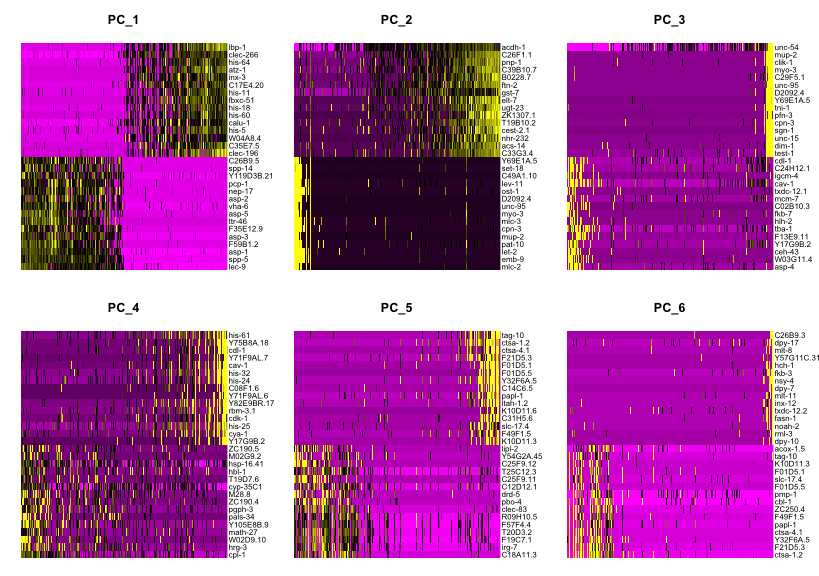 PC_1
lbp-1
clec-266
his-64
atz-1
inx-3
C17E4.20
his-11
fbxc-51
his-18
his-60
calu-1
his-5
W04A8.4
C35E7.5
clec-196
C26B9.5
spp-14
Y119D3B.21
pcp-1
nep-17
asp-2
vha-6
asp-5
ttr-46
F35E12.9
asp-3
F59B1.2
asp-1
spp-5
lec-9
PC_2
acdh-1
C26F1.1
pnp-1
C39B10.7
B0228.7
ftn-2
gst-7
elt-7
ugt-23
ZK1307.1
T19B10.2
cest-2.1
nhr-232
acs-14
C33G3.4
Y69E1A.5
set-18
C49A1.10
lev-11
ost-1
D2092.4
unc-95
myo-3
mlc-3
cpn-3
mup-2
pat-10
let-2
emb-9
mlc-2
PC_3
unc-54
mup-2
clik-1
myo-3
C29F5.1
unc-95
D2092.4
Y69E1A.5
tni-1
pfn-3
cpn-3
sgn-1
unc-15
dim-1
test-1
cdl-1
C24H12.1
igcm-4
cav-1
txdc-12.1
mcm-7
C02B10.3
fkb-7
hlh-2
tba-1
F13E9.11
Y17G9B.2
ceh-43
W03G11.4
asp-4
PC_4
his-61
Y75B8A.18
cdl-1
Y71F9AL.7
cav-1
his-32
his-24
C08F1.6
Y71F9AL.6
Y82E9BR.17
rbm-3.1
cdk-1
his-25
cya-1
Y17G9B.2
ZC190.5
M02G9.2
hsp-16.41
hbl-1
T19D7.6
cyp-35C1
M28.8
ZC190.4
pgph-3
pals-34
Y105E8B.9
math-27
W02D9.10
hrg-3
cpl-1
PC_5
tag-10
ctsa-1.2
ctsa-4.1
F21D5.3
F01D5.1
F01D5.5
Y32F6A.5
C14C6.5
papl-1
ltah-1.2
K10D11.6
C31H5.6
slc-17.4
F49F1.5
K10D11.3
lipl-2
Y54G2A.45
C25F9.12
T25C12.3
C25F9.11
C12D12.1
drd-5
pbo-4
clec-83
R09H10.5
F57F4.4
T20D3.2
F19C7.1
irg-7
C18A11.3
PC_6
C26B9.3
dpy-17
mlt-8
Y57G11C.31
hch-1
fkb-3
nsy-4
dpy-7
mlt-11
inx-12
txdc-12.2
fasn-1
noah-2
rml-3
dpy-10
acox-1.5
tag-10
K10D11.3
F01D5.1
slc-17.4
F01D5.5
pmp-1
cbl-1
ZC250.4
F49F1.5
papl-1
ctsa-4.1
Y32F6A.5
F21D5.3
ctsa-1.2